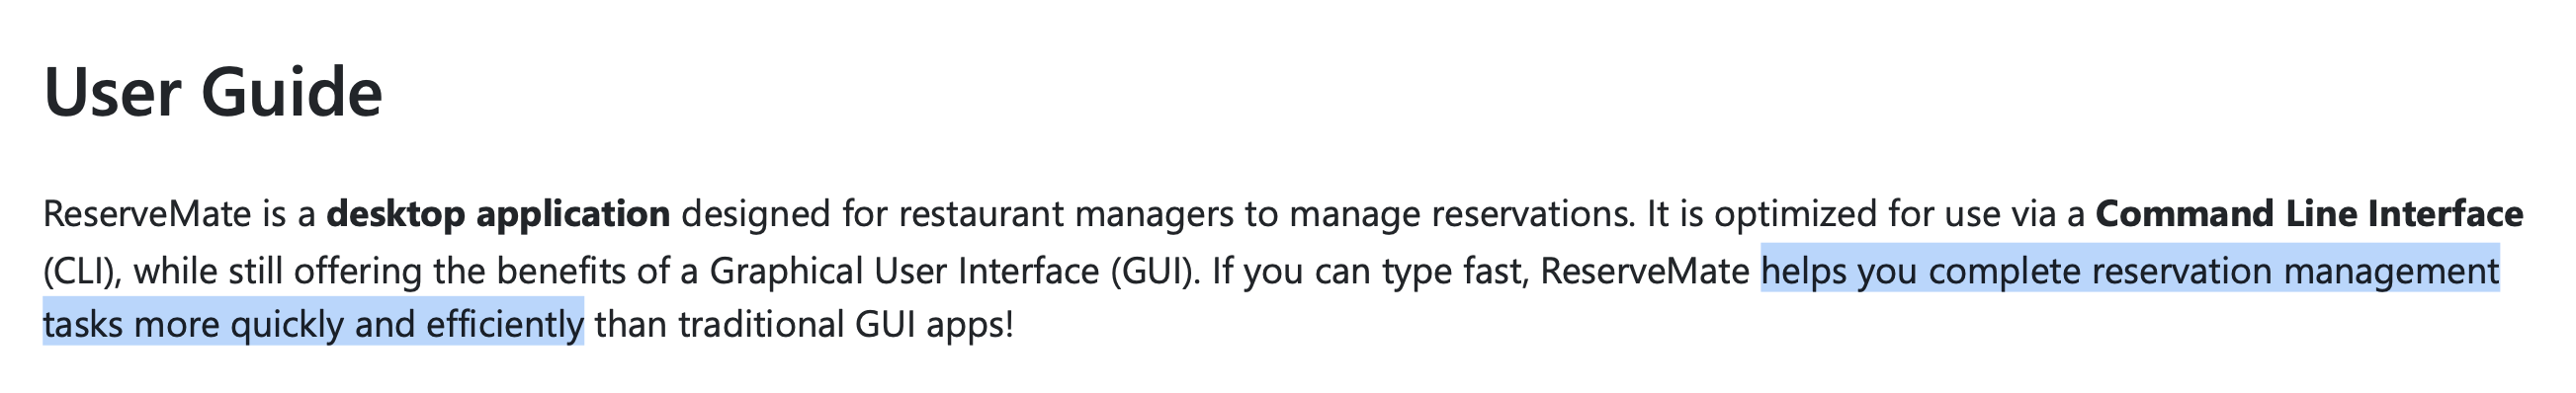 User Guide
ReserveMate is a desktop application designed for restaurant managers to manage reservations. It is optimized for use via a Command Line Interface
(CLI), while still offering the benefits of a Graphical User Interface (GUI). If you can type fast, ReserveMate helps you complete reservation management
tasks more quickly and efficiently than traditional GUI apps!